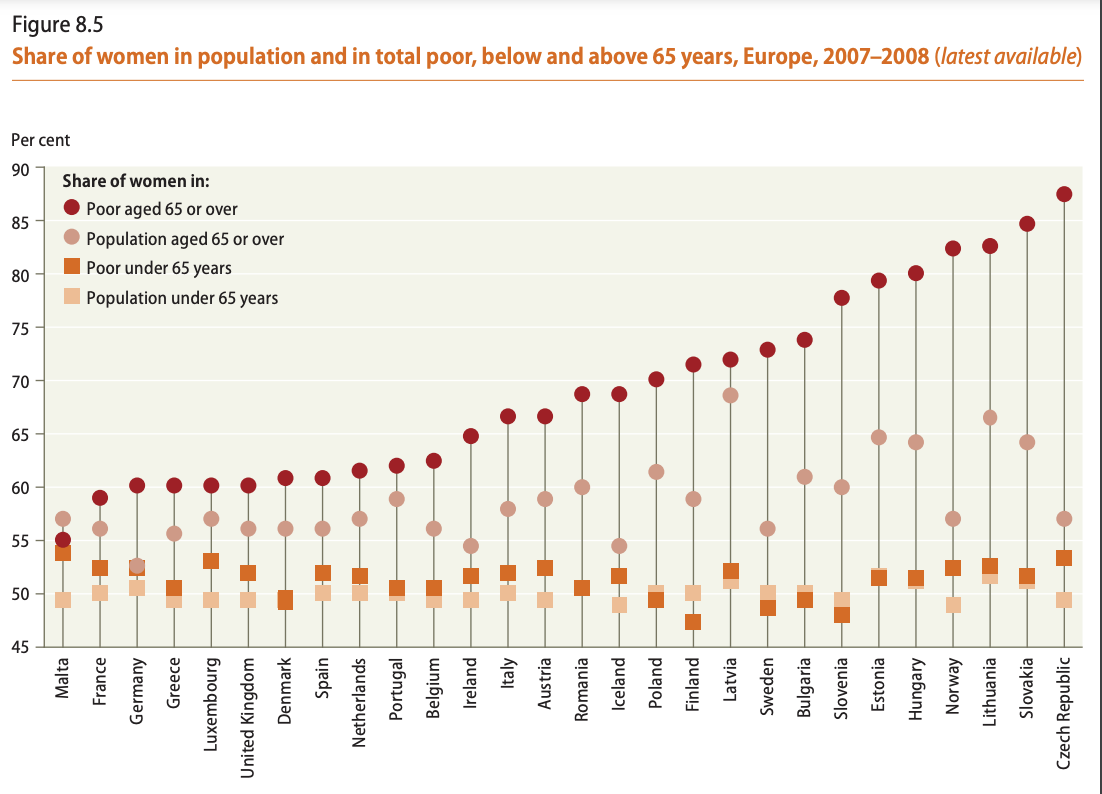 Figure 8.5
Share of women in population and in total poor, below and above 65 years, Europe, 2007–2008 (latest available)
Per cent
90
85
80
75
70
65
60
55
50
45
Share of women in:
Poor aged 65 or over
Population aged 65 or over
Poor under 65 years
Population under 65 years
Malta
France
Germany
Greece
Luxembourg
United Kingdom
Denmark
Spain
Netherlands
Portugal
Belgium
Ireland
Italy
Austria
Romania
Iceland
Poland
Finland
Latvia
Sweden
Bulgaria
Slovenia
Estonia
Hungary
Norway
Lithuania
Slovakia
Czech Republic